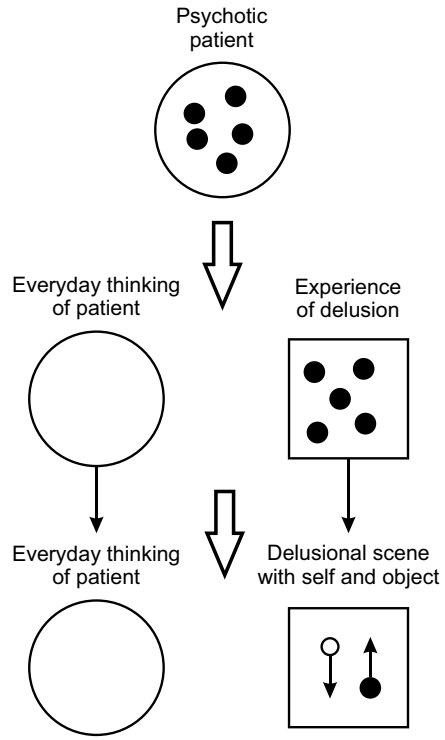 Psychotic
patient
Everyday thinking
of patient
Experience
of delusion
Everyday thinking
of patient
Delusional scene
with self and object